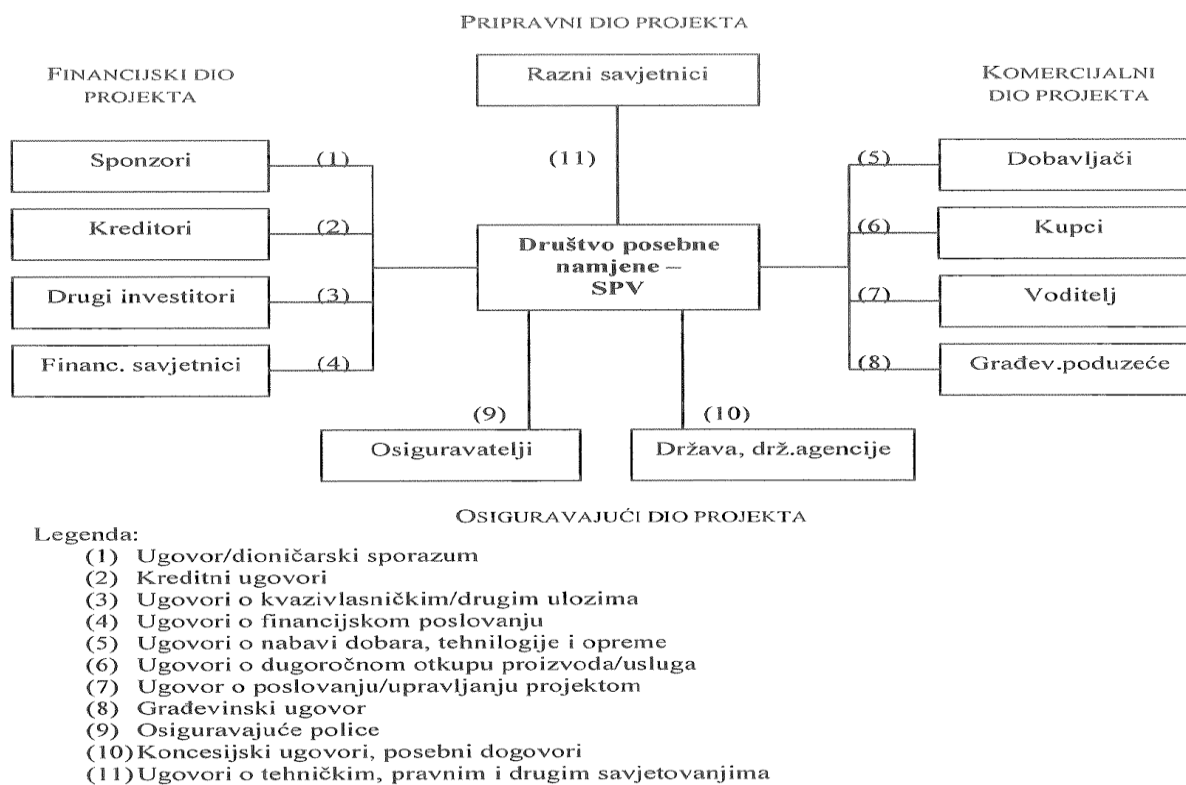 PRIPRAVNI DIO PROJEKTA
FINANCIJSKI DIO
PROJEKTA
Razni savjetnici
KOMERCIJALNI
DIO PROJEKTA
Sponzori
(1)
(11)
(5)
Dobavljači
Kreditori
(2)
Društvo posebne
namjene –
SPV
(6)
Kupci
Drugi investitori
(3)
(7)
Voditelj
Financ. savjetnici
(4)
(8)
Građev.poduzeće
(9)
(10)
Osiguravatelji
Država, drž.agencije
OSIGURAVAJUĆI DIO PROJEKTA
Legenda:
(1) Ugovor/dioničarski sporazum
(2) Kreditni ugovori
(3) Ugovori o kvazivlasničkim/drugim ulozima
(4) Ugovori o financijskom poslovanju
(5) Ugovori o nabavi dobara, tehnilogije i opreme
(6) Ugovori o dugoročnom otkupu proizvoda/usluga
(7) Ugovor o poslovanju/upravljanju projektom
(8) Građevinski ugovor
(9) Osiguravajuće police
(10) Koncesijski ugovori, posebni dogovori
(11) Ugovori o tehničkim, pravnim i drugim savjetovanjima